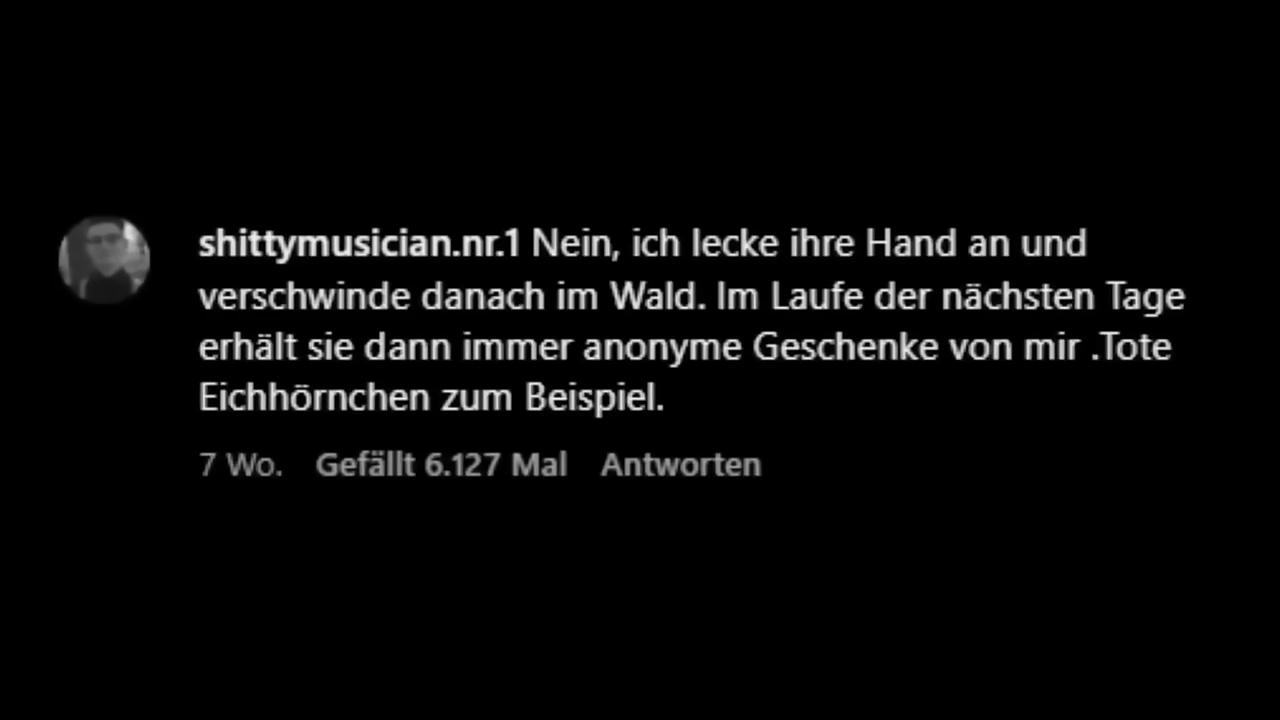 shittymusician.nr.1 Nein, ich lecke ihre Hand an und
verschwinde danach im Wald. Im Laufe der nächsten Tage
erhält sie dann immer anonyme Geschenke von mir .Tote
Eichhörnchen zum Beispiel.
7 Wo. Gefällt 6.127 Mal Antworten